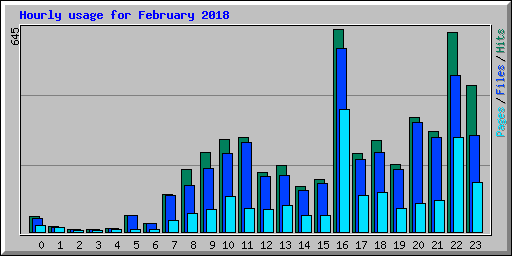 Hourly usage for February 2018
645
Pages/Files/Hits
0 1 2 3 4 5 6 7 8 9 10 11 12 13 14 15 16 17 18 19 20 21 22 23